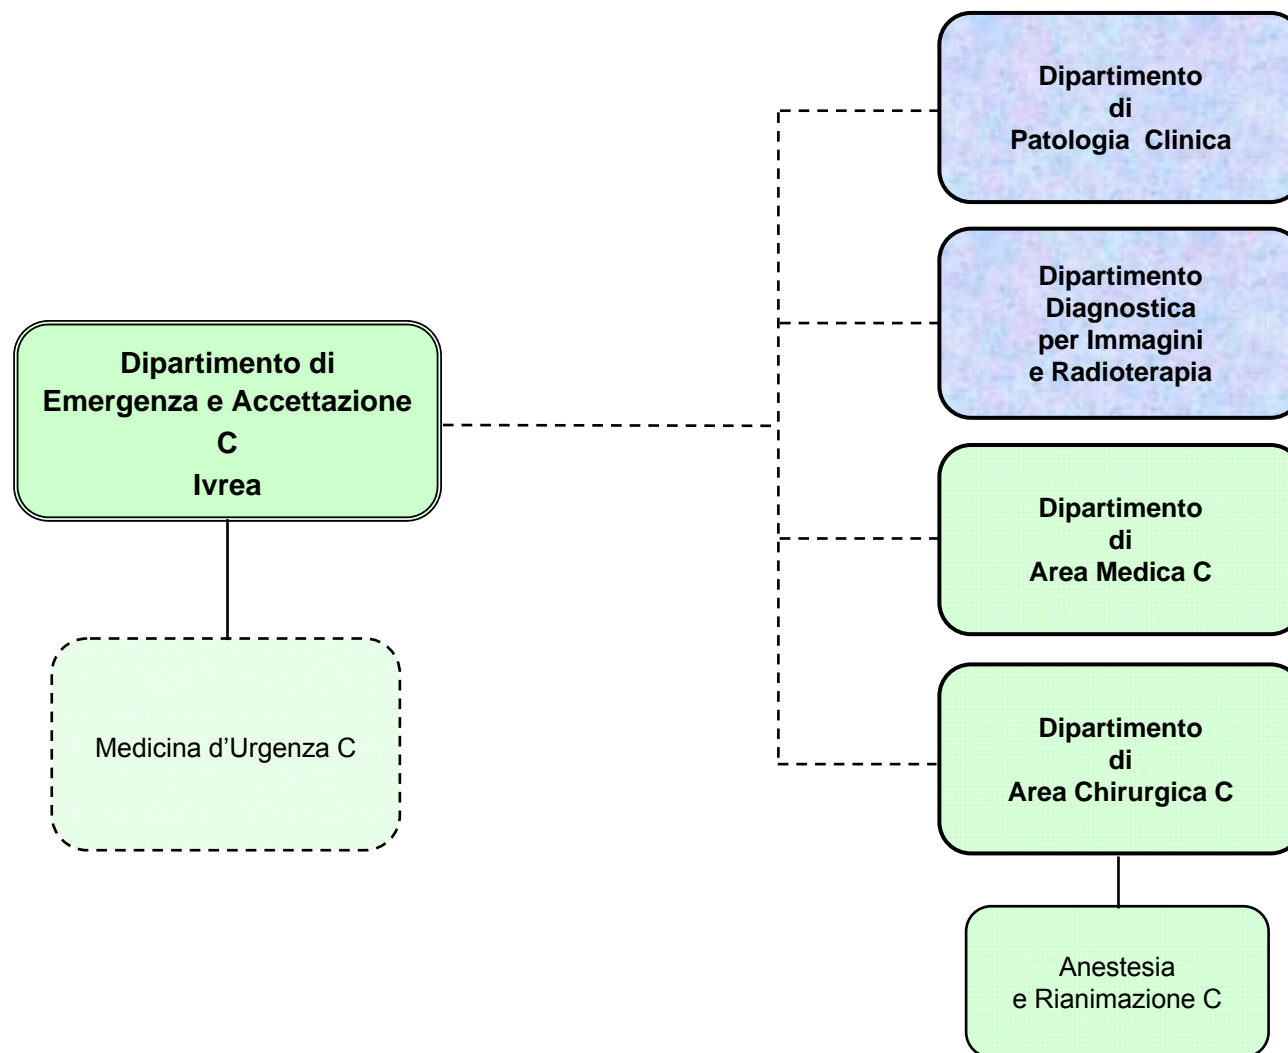 Dipartimento
di
Patologia Clinica
Dipartimento
Diagnostica
per Immagini
e Radioterapia
Dipartimento di
Emergenza e Accettazione
C
Ivrea
Dipartimento
di
Area Medica C
Medicina d’Urgenza C
Dipartimento
di
Area Chirurgica C
Anestesia
e Rianimazione C